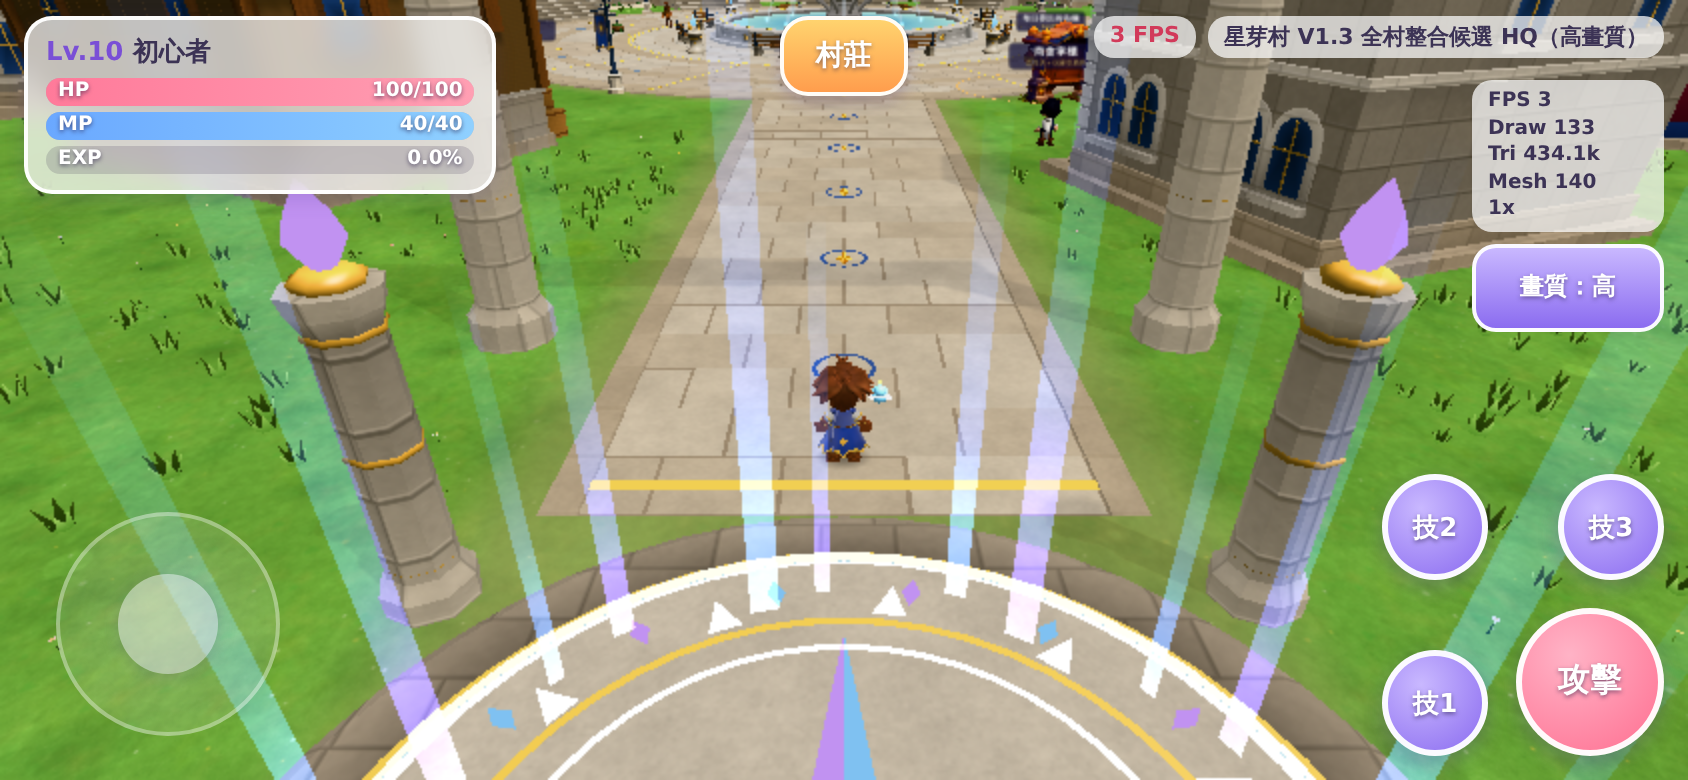 Lv.10 初心者
HP 100/100
MP 40/40
EXP 0.0%
村莊
3 FPS
星芽村 V1.3 全村整合候選 HQ（高畫質）
FPS 3
Draw 133
Tri 434.1k
Mesh 140
1x
畫質：高
技2
技3
技1
攻擊